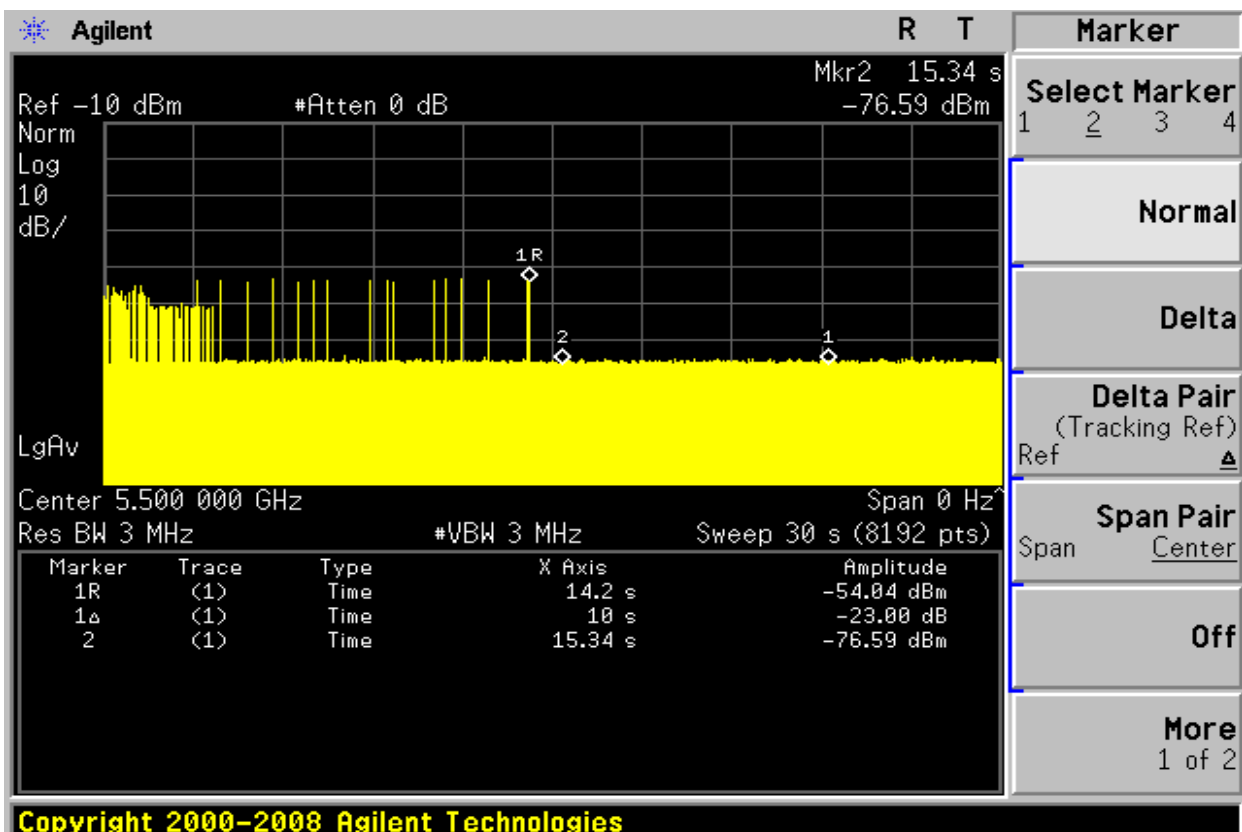 Agilent R T
Mkr2 15.34 s
Ref −10 dBm #Atten 0 dB −76.59 dBm
Norm
Log
10
dB/
1R
2
1
LgAv
Center 5.500 000 GHz Span 0 Hz^
Res BW 3 MHz #VBW 3 MHz Sweep 30 s (8192 pts)
Marker Trace Type X Axis Amplitude
1R (1) Time 14.2 s −54.04 dBm
1Δ (1) Time 10 s −23.00 dB
2 (1) Time 15.34 s −76.59 dBm
Marker
Select Marker
1 2 3 4
Normal
Delta
Delta Pair
(Tracking Ref)
Ref Δ
Span Pair
Span Center
Off
More
1 of 2
Copyright 2000−2008 Agilent Technologies